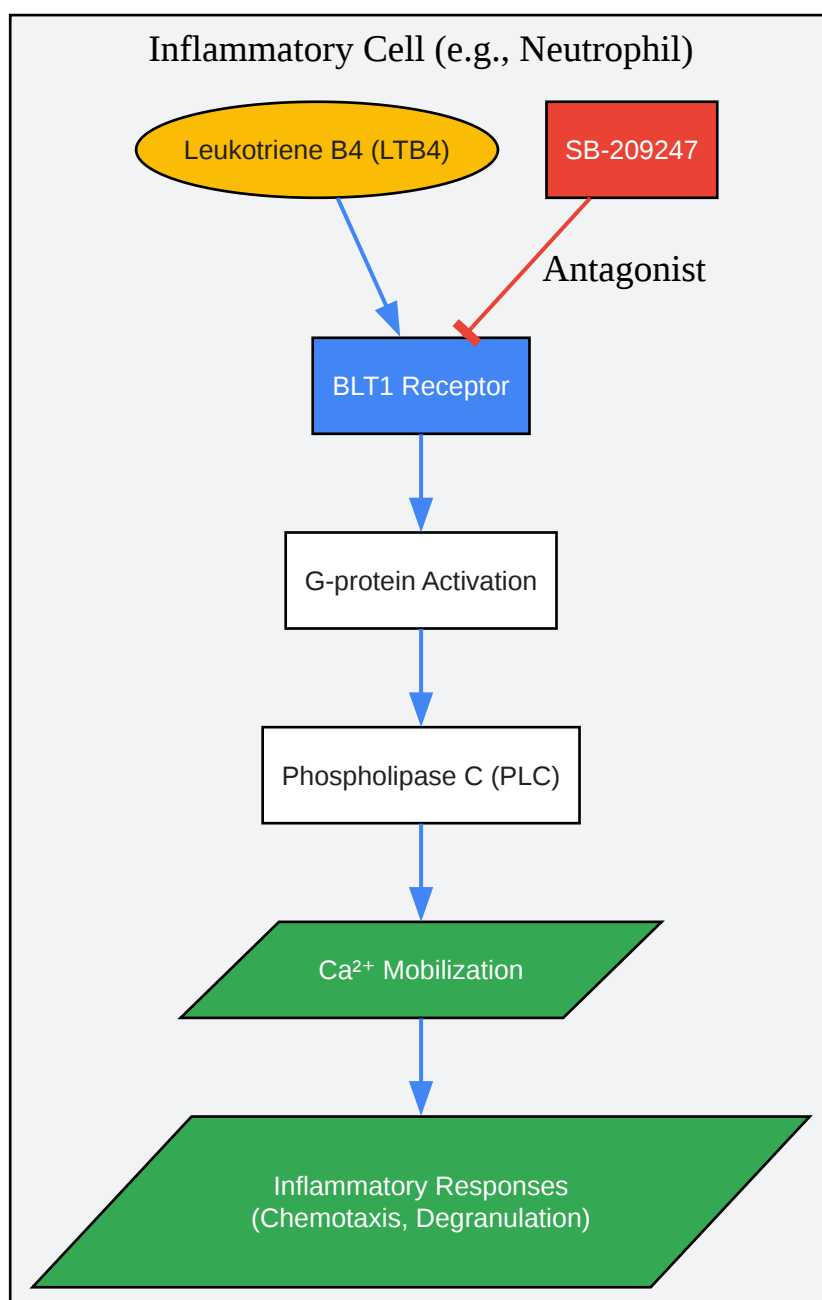 Inflammatory Cell (e.g., Neutrophil)
Leukotriene B4 (LTB4)
SB-209247
Antagonist
BLT1 Receptor
G-protein Activation
Phospholipase C (PLC)
Ca²⁺ Mobilization
Inflammatory Responses
(Chemotaxis, Degranulation)